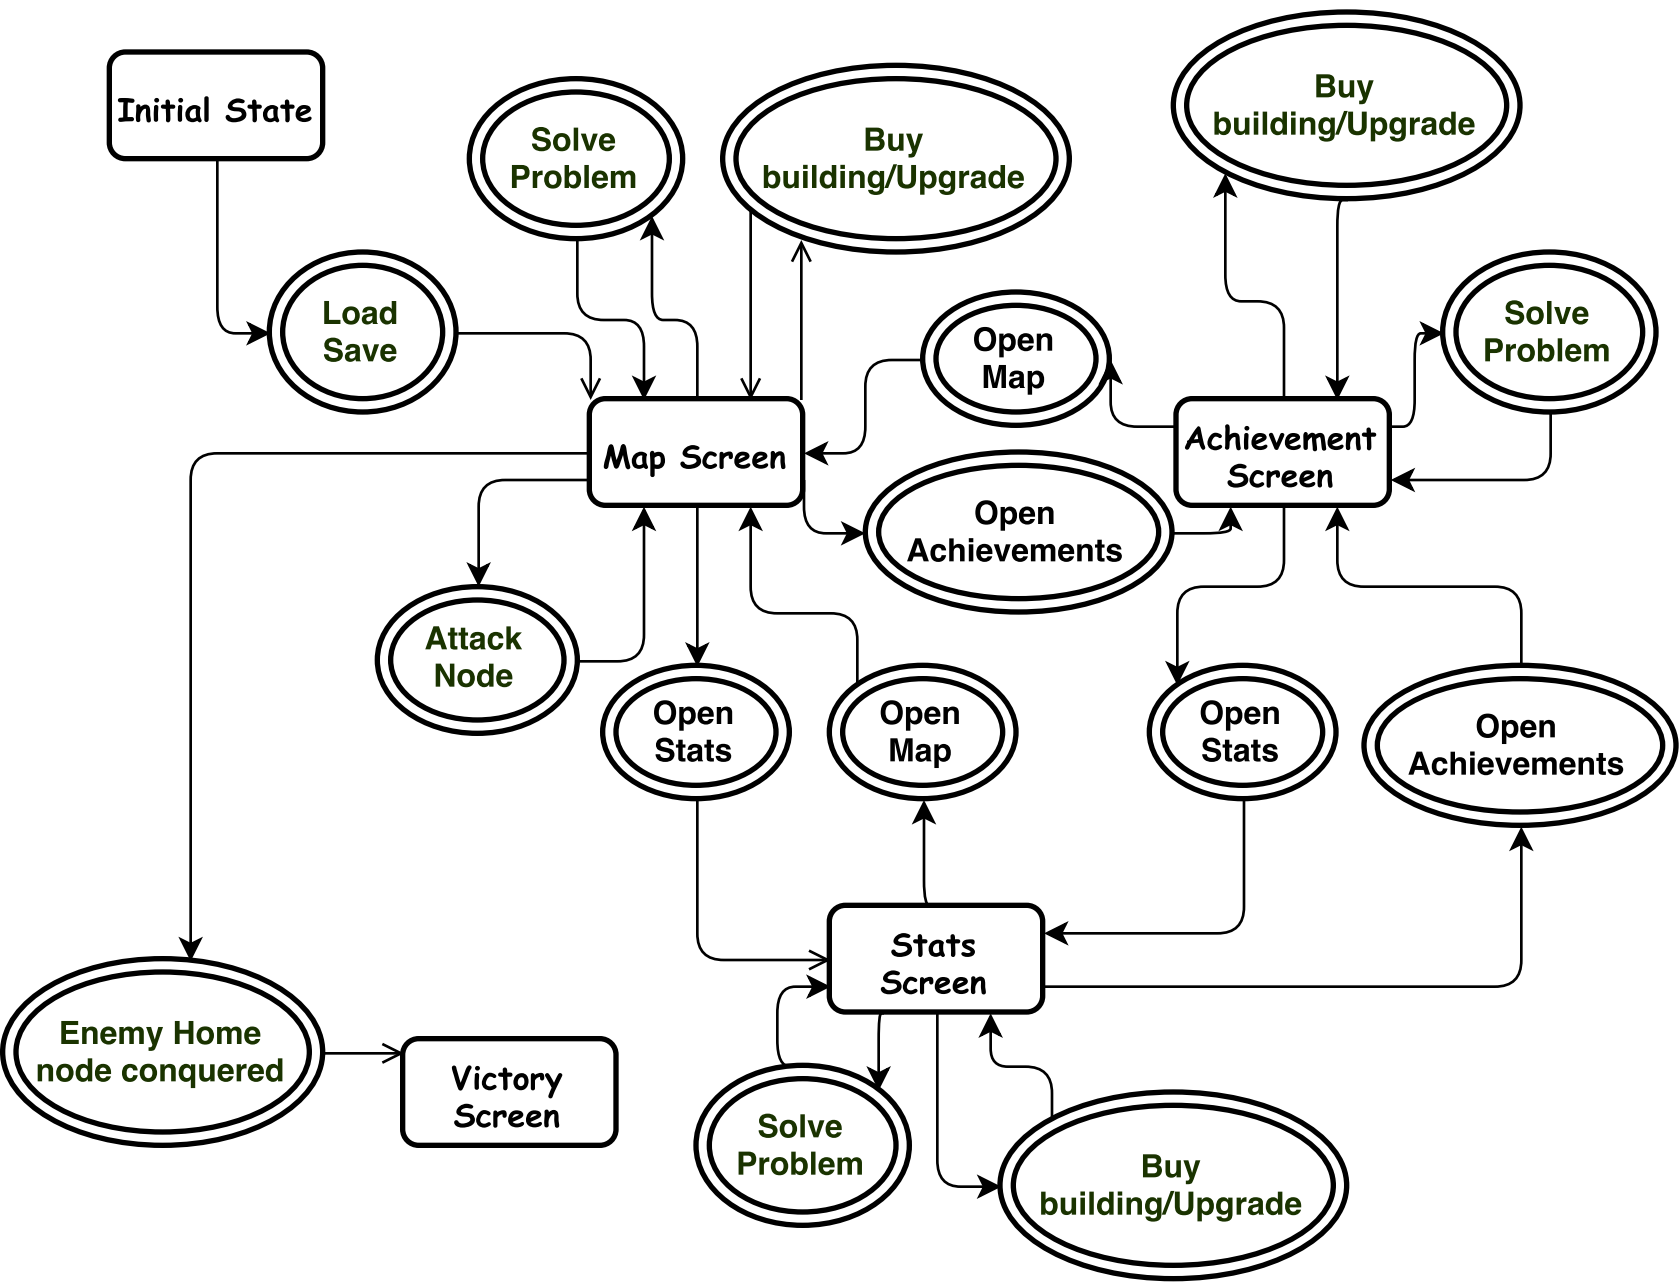 Initial State
Solve
Problem
Buy
building/Upgrade
Buy
building/Upgrade
Load
Save
Open
Map
Solve
Problem
Map Screen
Achievement
Screen
Open
Achievements
Attack
Node
Open
Stats
Open
Map
Open
Stats
Open
Achievements
Stats
Screen
Enemy Home
node conquered
Victory
Screen
Solve
Problem
Buy
building/Upgrade